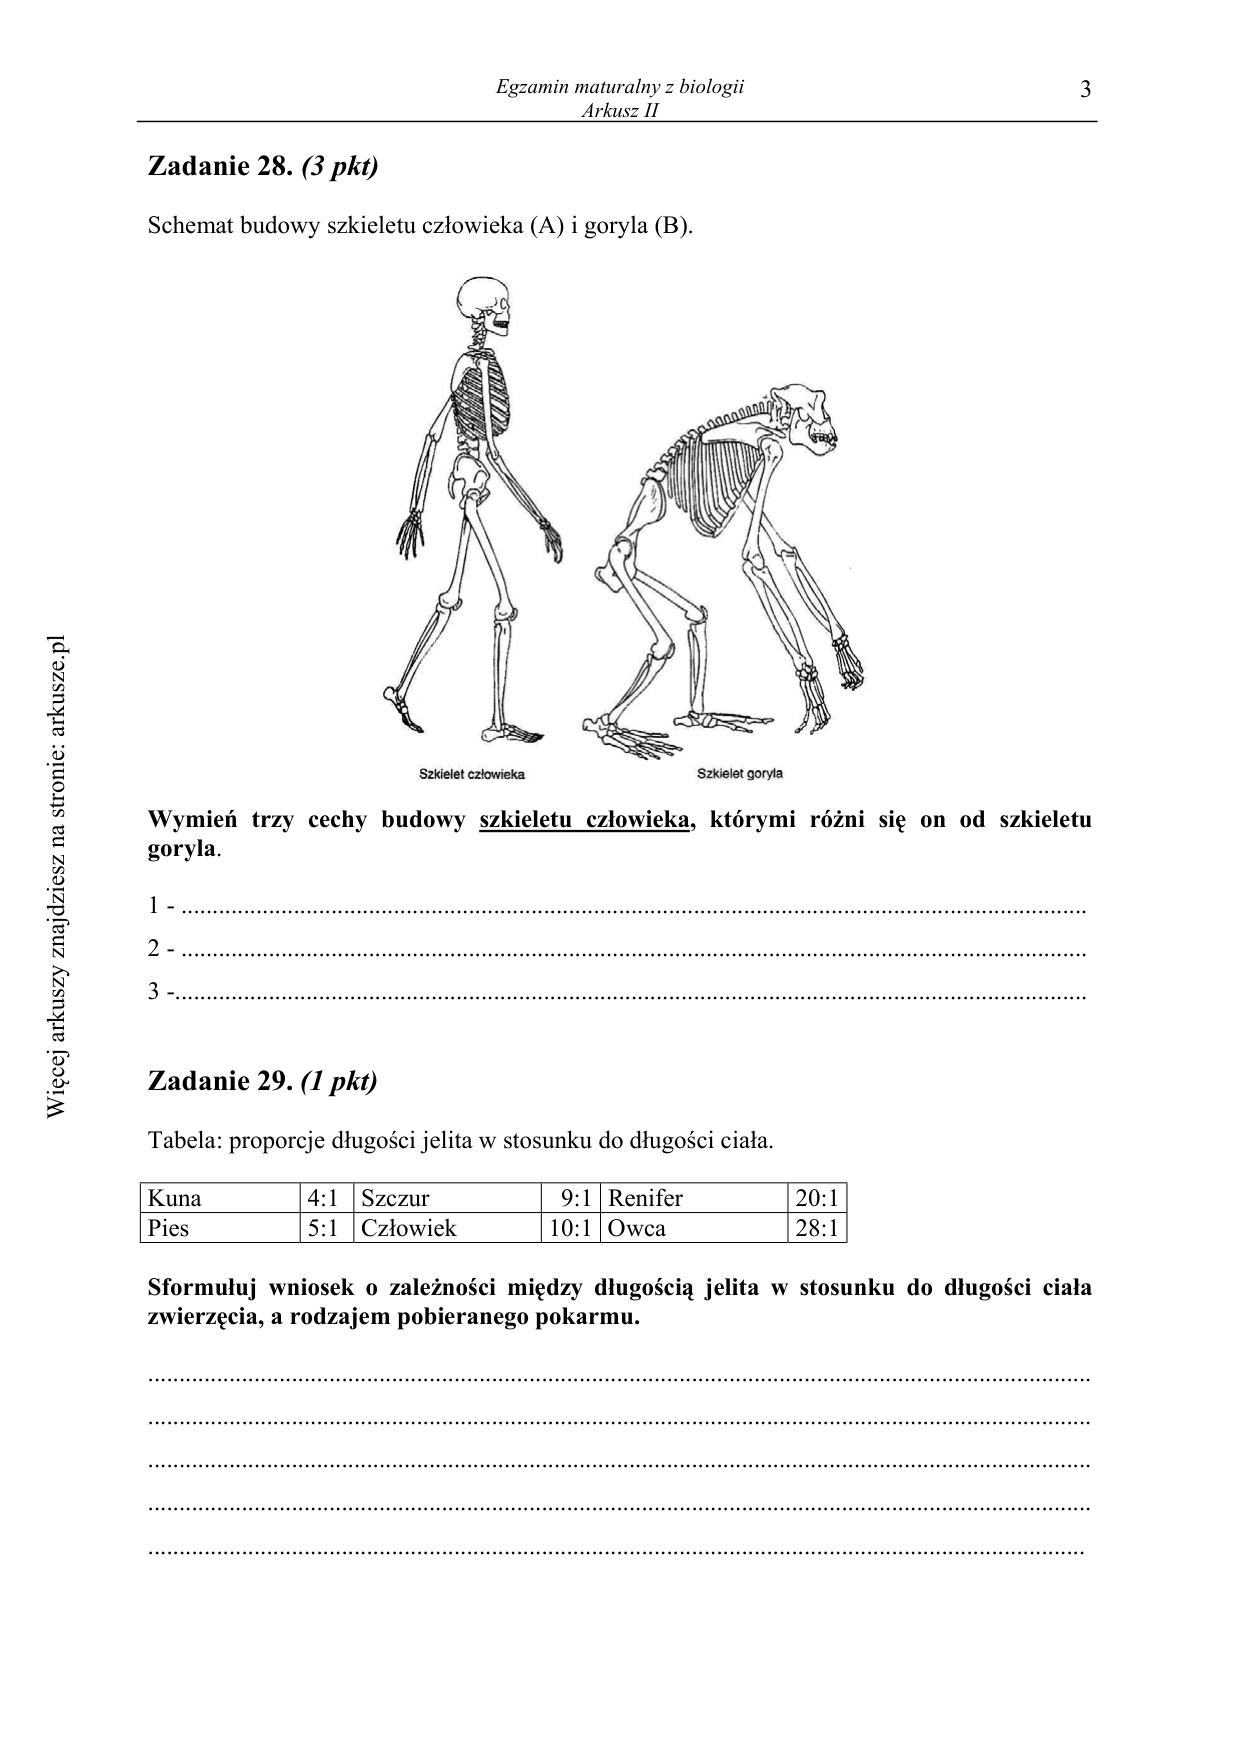 Egzamin maturalny z biologii
Arkusz II
3
Zadanie 28. (3 pkt)
Schemat budowy szkieletu człowieka (A) i goryla (B).
Szkielet człowieka
Szkielet goryla
Wymień trzy cechy budowy szkieletu człowieka, którymi różni się on od szkieletu
goryla.
1 - ................................................................................
2 - ................................................................................
3 -................................................................................
Zadanie 29. (1 pkt)
Tabela: proporcje długości jelita w stosunku do długości ciała.
Kuna 4:1 Szczur 9:1 Renifer 20:1
Pies 5:1 Człowiek 10:1 Owca 28:1
Sformułuj wniosek o zależności między długością jelita w stosunku do długości ciała
zwierzęcia, a rodzajem pobieranego pokarmu.
................................................................................
................................................................................
................................................................................
................................................................................
................................................................................
Więcej arkuszy znajdziesz na stronie: arkusze.pl